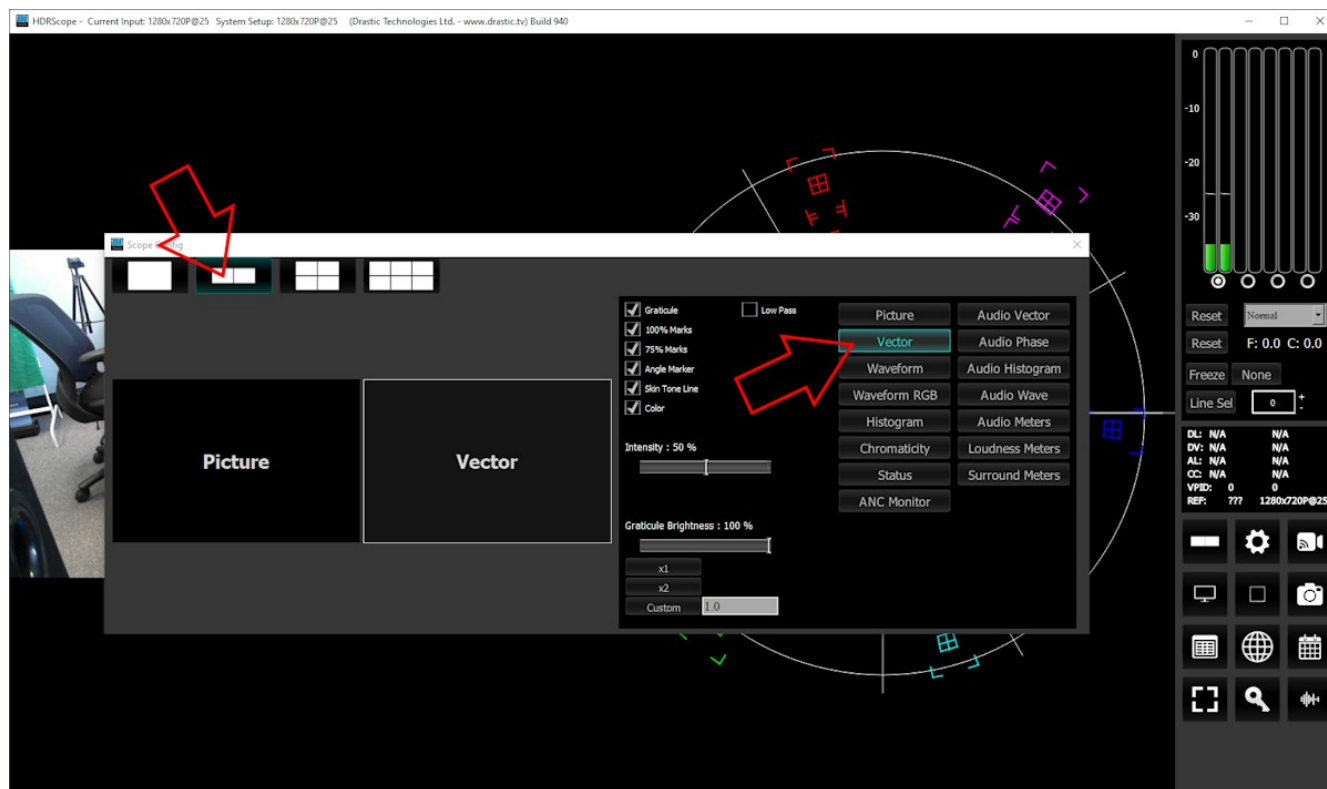 HDRScope - Current Input: 1280x720P@25 System Setup: 1280x720P@25 (Drastic Technologies Ltd. - www.drastic.tv) Build 940
0
-10
-20
-30
Scope Config
Graticule
Low Pass
100% Marks
75% Marks
Angle Marker
Skin Tone Line
Color
Intensity : 50 %
Graticule Brightness : 100 %
x1
x2
Custom 1.0
Picture
Vector
Picture
Audio Vector
Vector
Audio Phase
Waveform
Audio Histogram
Waveform RGB
Audio Wave
Histogram
Audio Meters
Chromaticity
Loudness Meters
Status
Surround Meters
ANC Monitor
Reset Normal
Reset F: 0.0 C: 0.0
Freeze None
Line Sel 0 + -
DL: N/A N/A
DV: N/A N/A
AL: N/A N/A
CC: N/A N/A
VPID: 0 0
REF: ??? 1280x720P@25